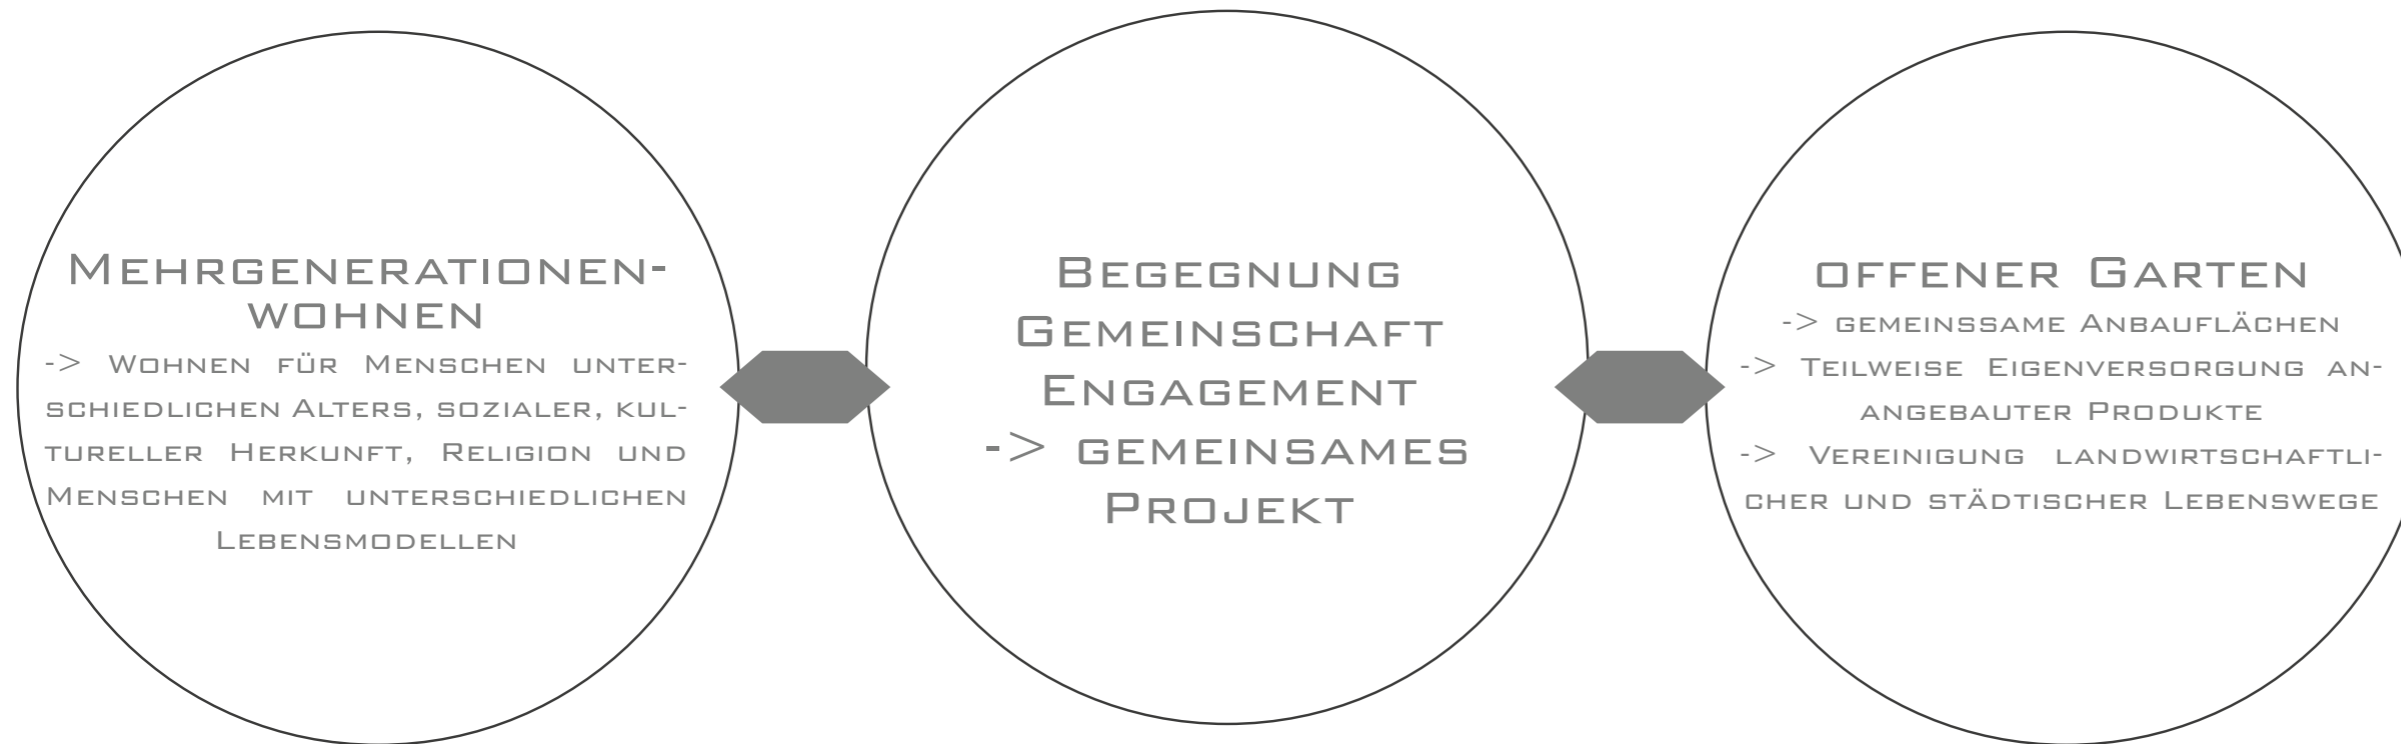 Mehrgenerationen-
wohnen
-> Wohnen für Menschen unter-
schiedlichen Alters, sozialer, kul-
tureller Herkunft, Religion und
Menschen mit unterschiedlichen
Lebensmodellen
Begegnung
Gemeinschaft
Engagement
-> gemeinsames
Projekt
offener Garten
-> gemeinssame Anbauflächen
-> Teilweise Eigenversorgung an-
angebauter Produkte
-> Vereinigung landwirtschaftli-
cher und städtischer Lebenswege